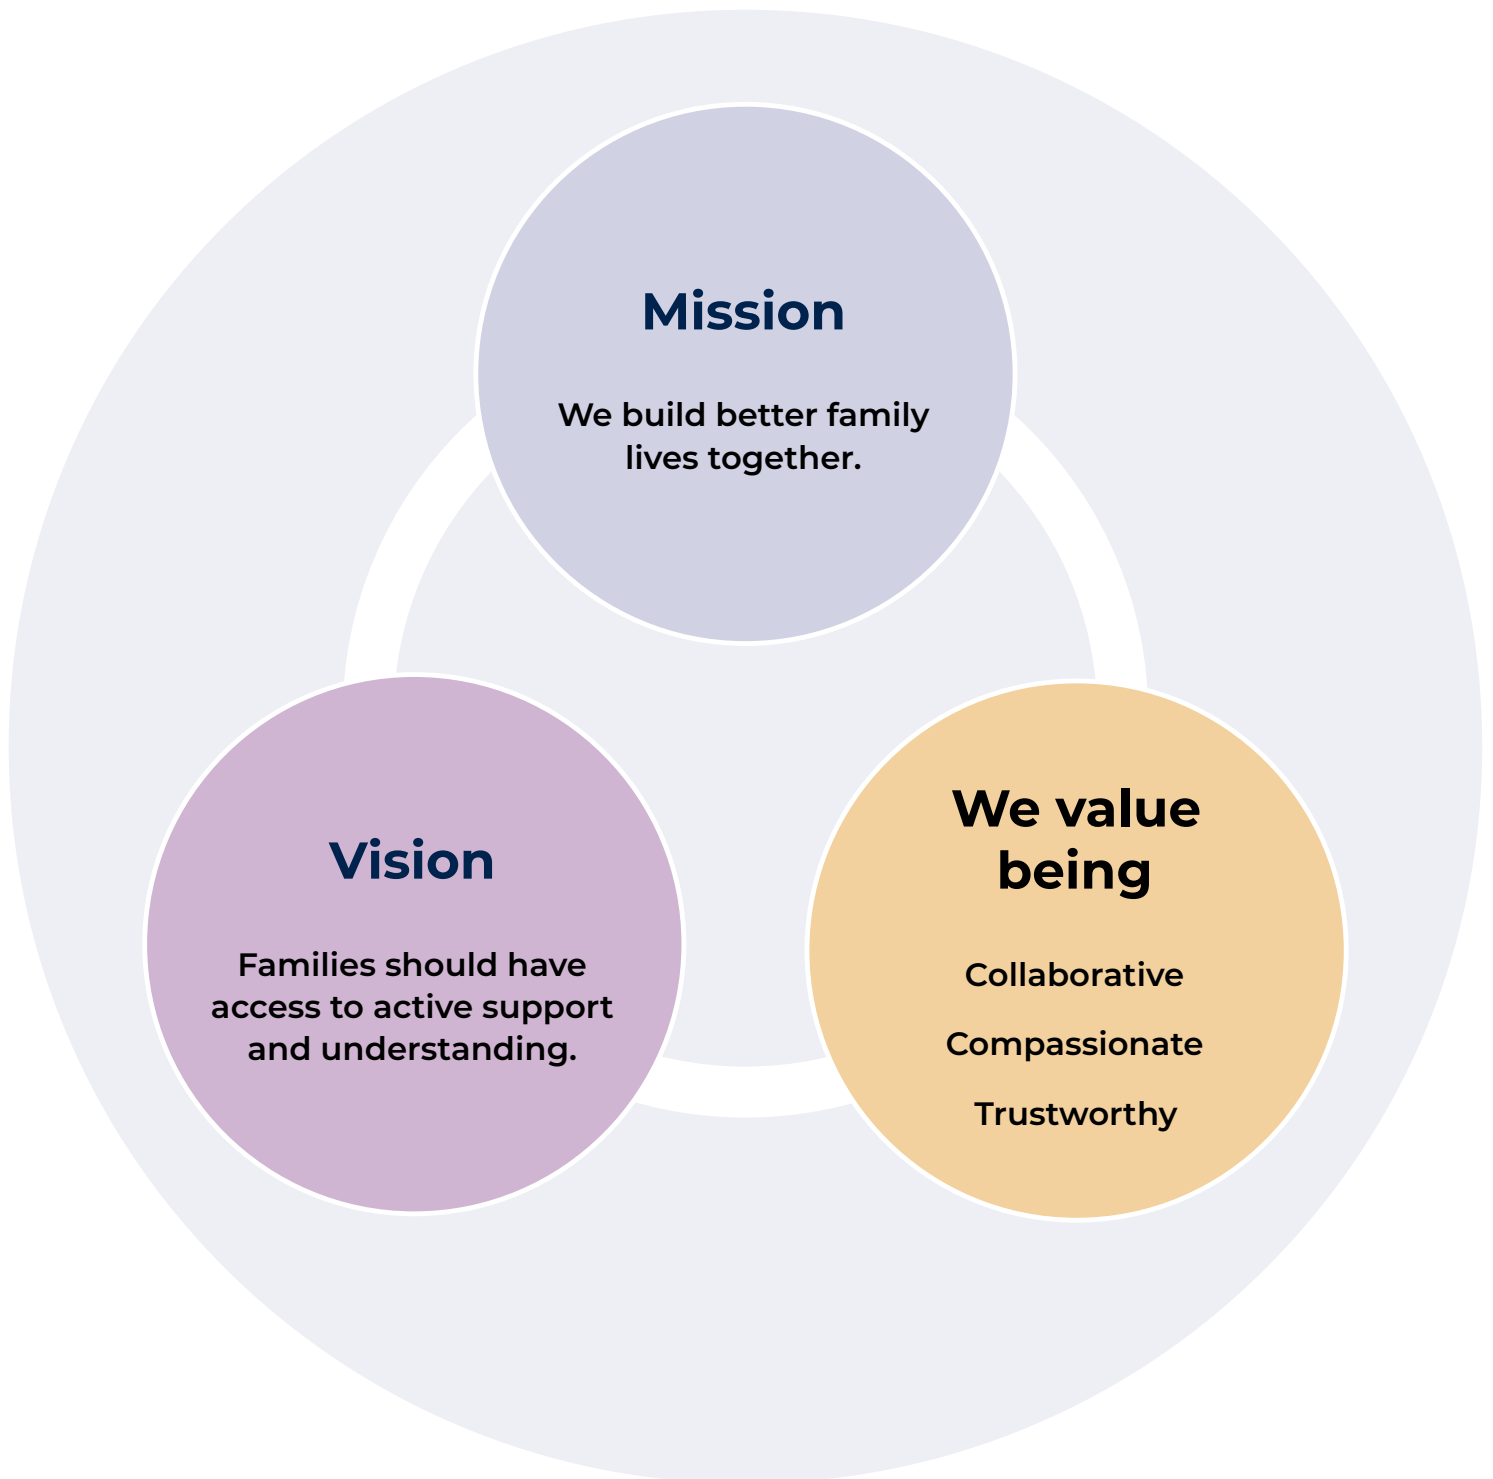 Mission
We build better family
lives together.
Vision
Families should have
access to active support
and understanding.
We value
being
Collaborative
Compassionate
Trustworthy